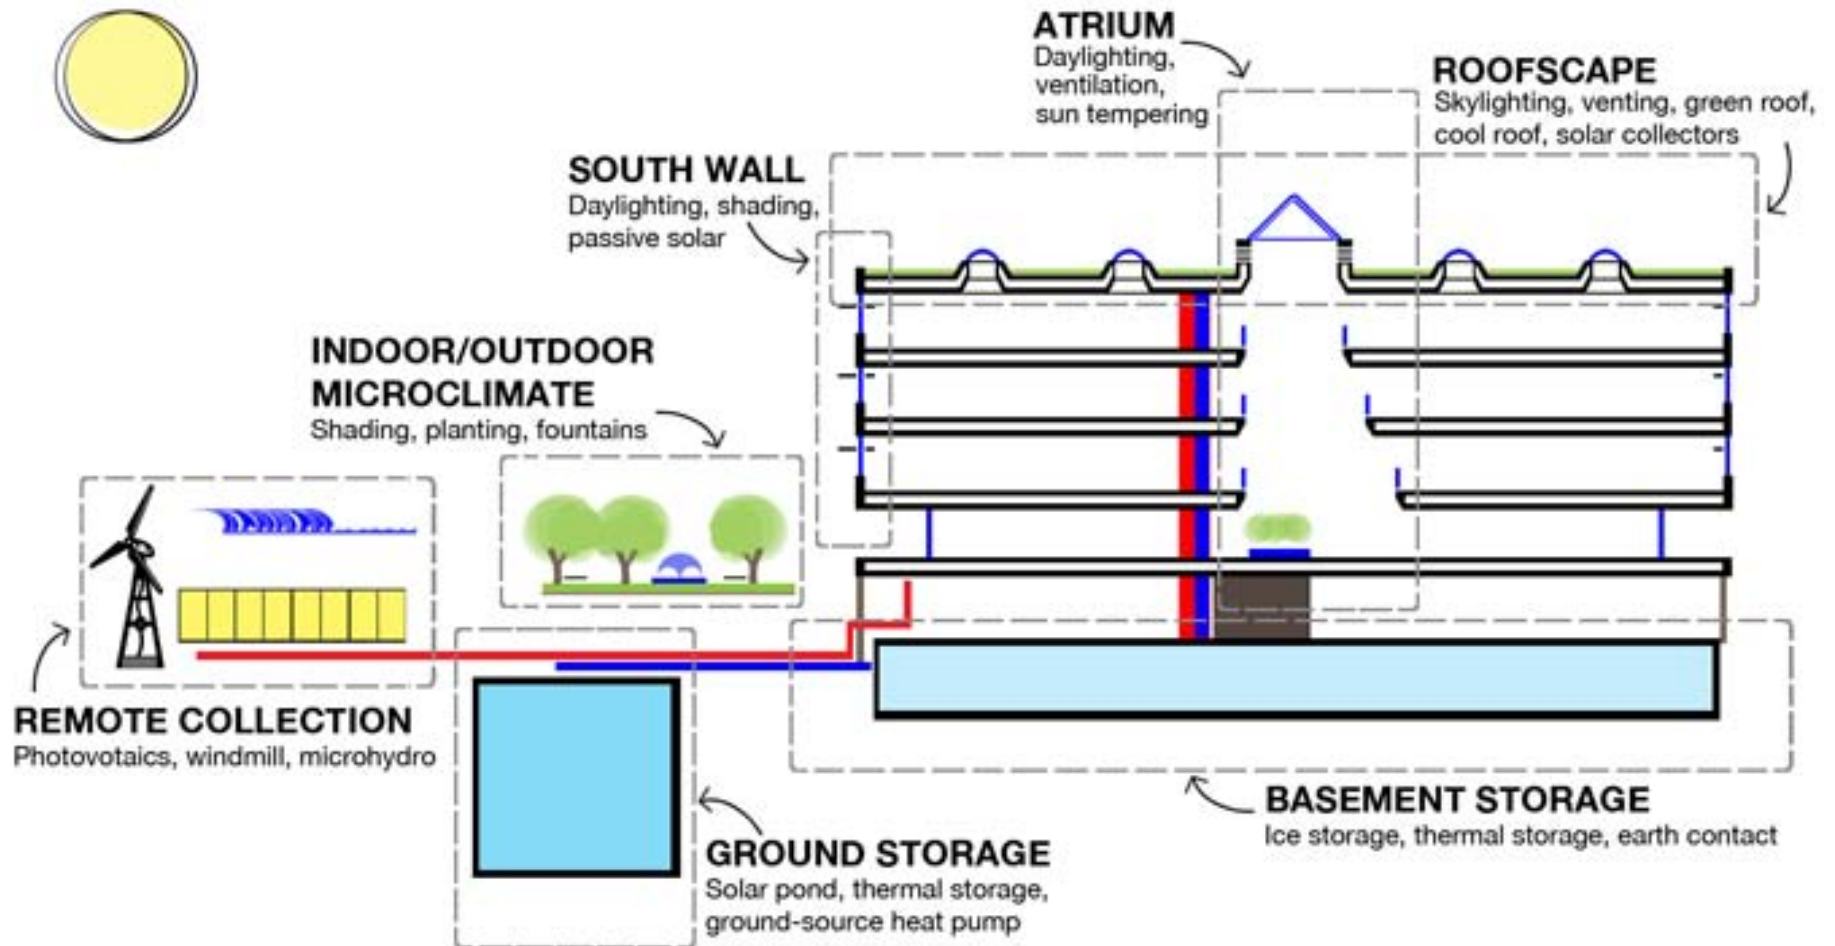 ATRIUM
Daylighting,
ventilation,
sun tempering
ROOFSCAPE
Skylighting, venting, green roof,
cool roof, solar collectors
SOUTH WALL
Daylighting, shading,
passive solar
INDOOR/OUTDOOR
MICROCLIMATE
Shading, planting, fountains
REMOTE COLLECTION
Photovotaics, windmill, microhydro
GROUND STORAGE
Solar pond, thermal storage,
ground-source heat pump
BASEMENT STORAGE
Ice storage, thermal storage, earth contact